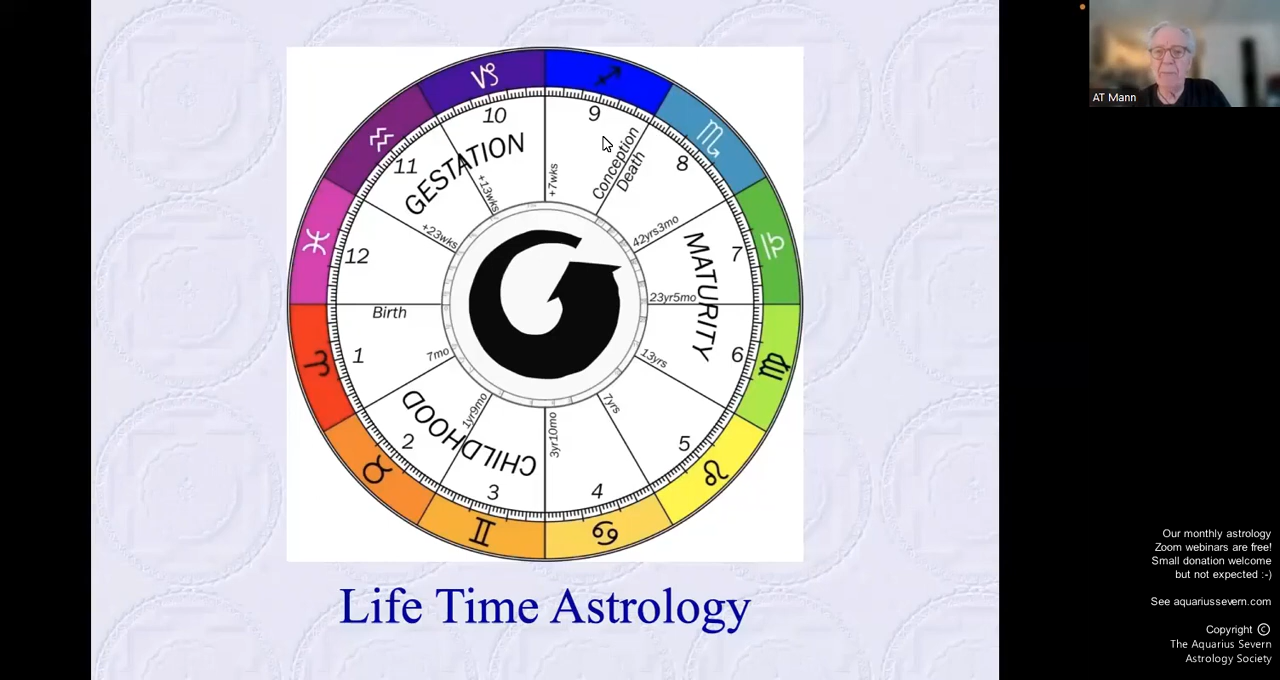 AT Mann
9
10
8
11
7
12
6
1
5
2
4
3
GESTATION
MATURITY
CHILDHOOD
Conception
Death
+7wks
+13wks
+23wks
42yrs3mo
23yr5mo
Birth
7mo
13yrs
1yr9mo
3yr10mo
7yrs
Life Time Astrology
Our monthly astrology
Zoom webinars are free!
Small donation welcome
but not expected :-)
See aquariussevern.com
Copyright ©
The Aquarius Severn
Astrology Society